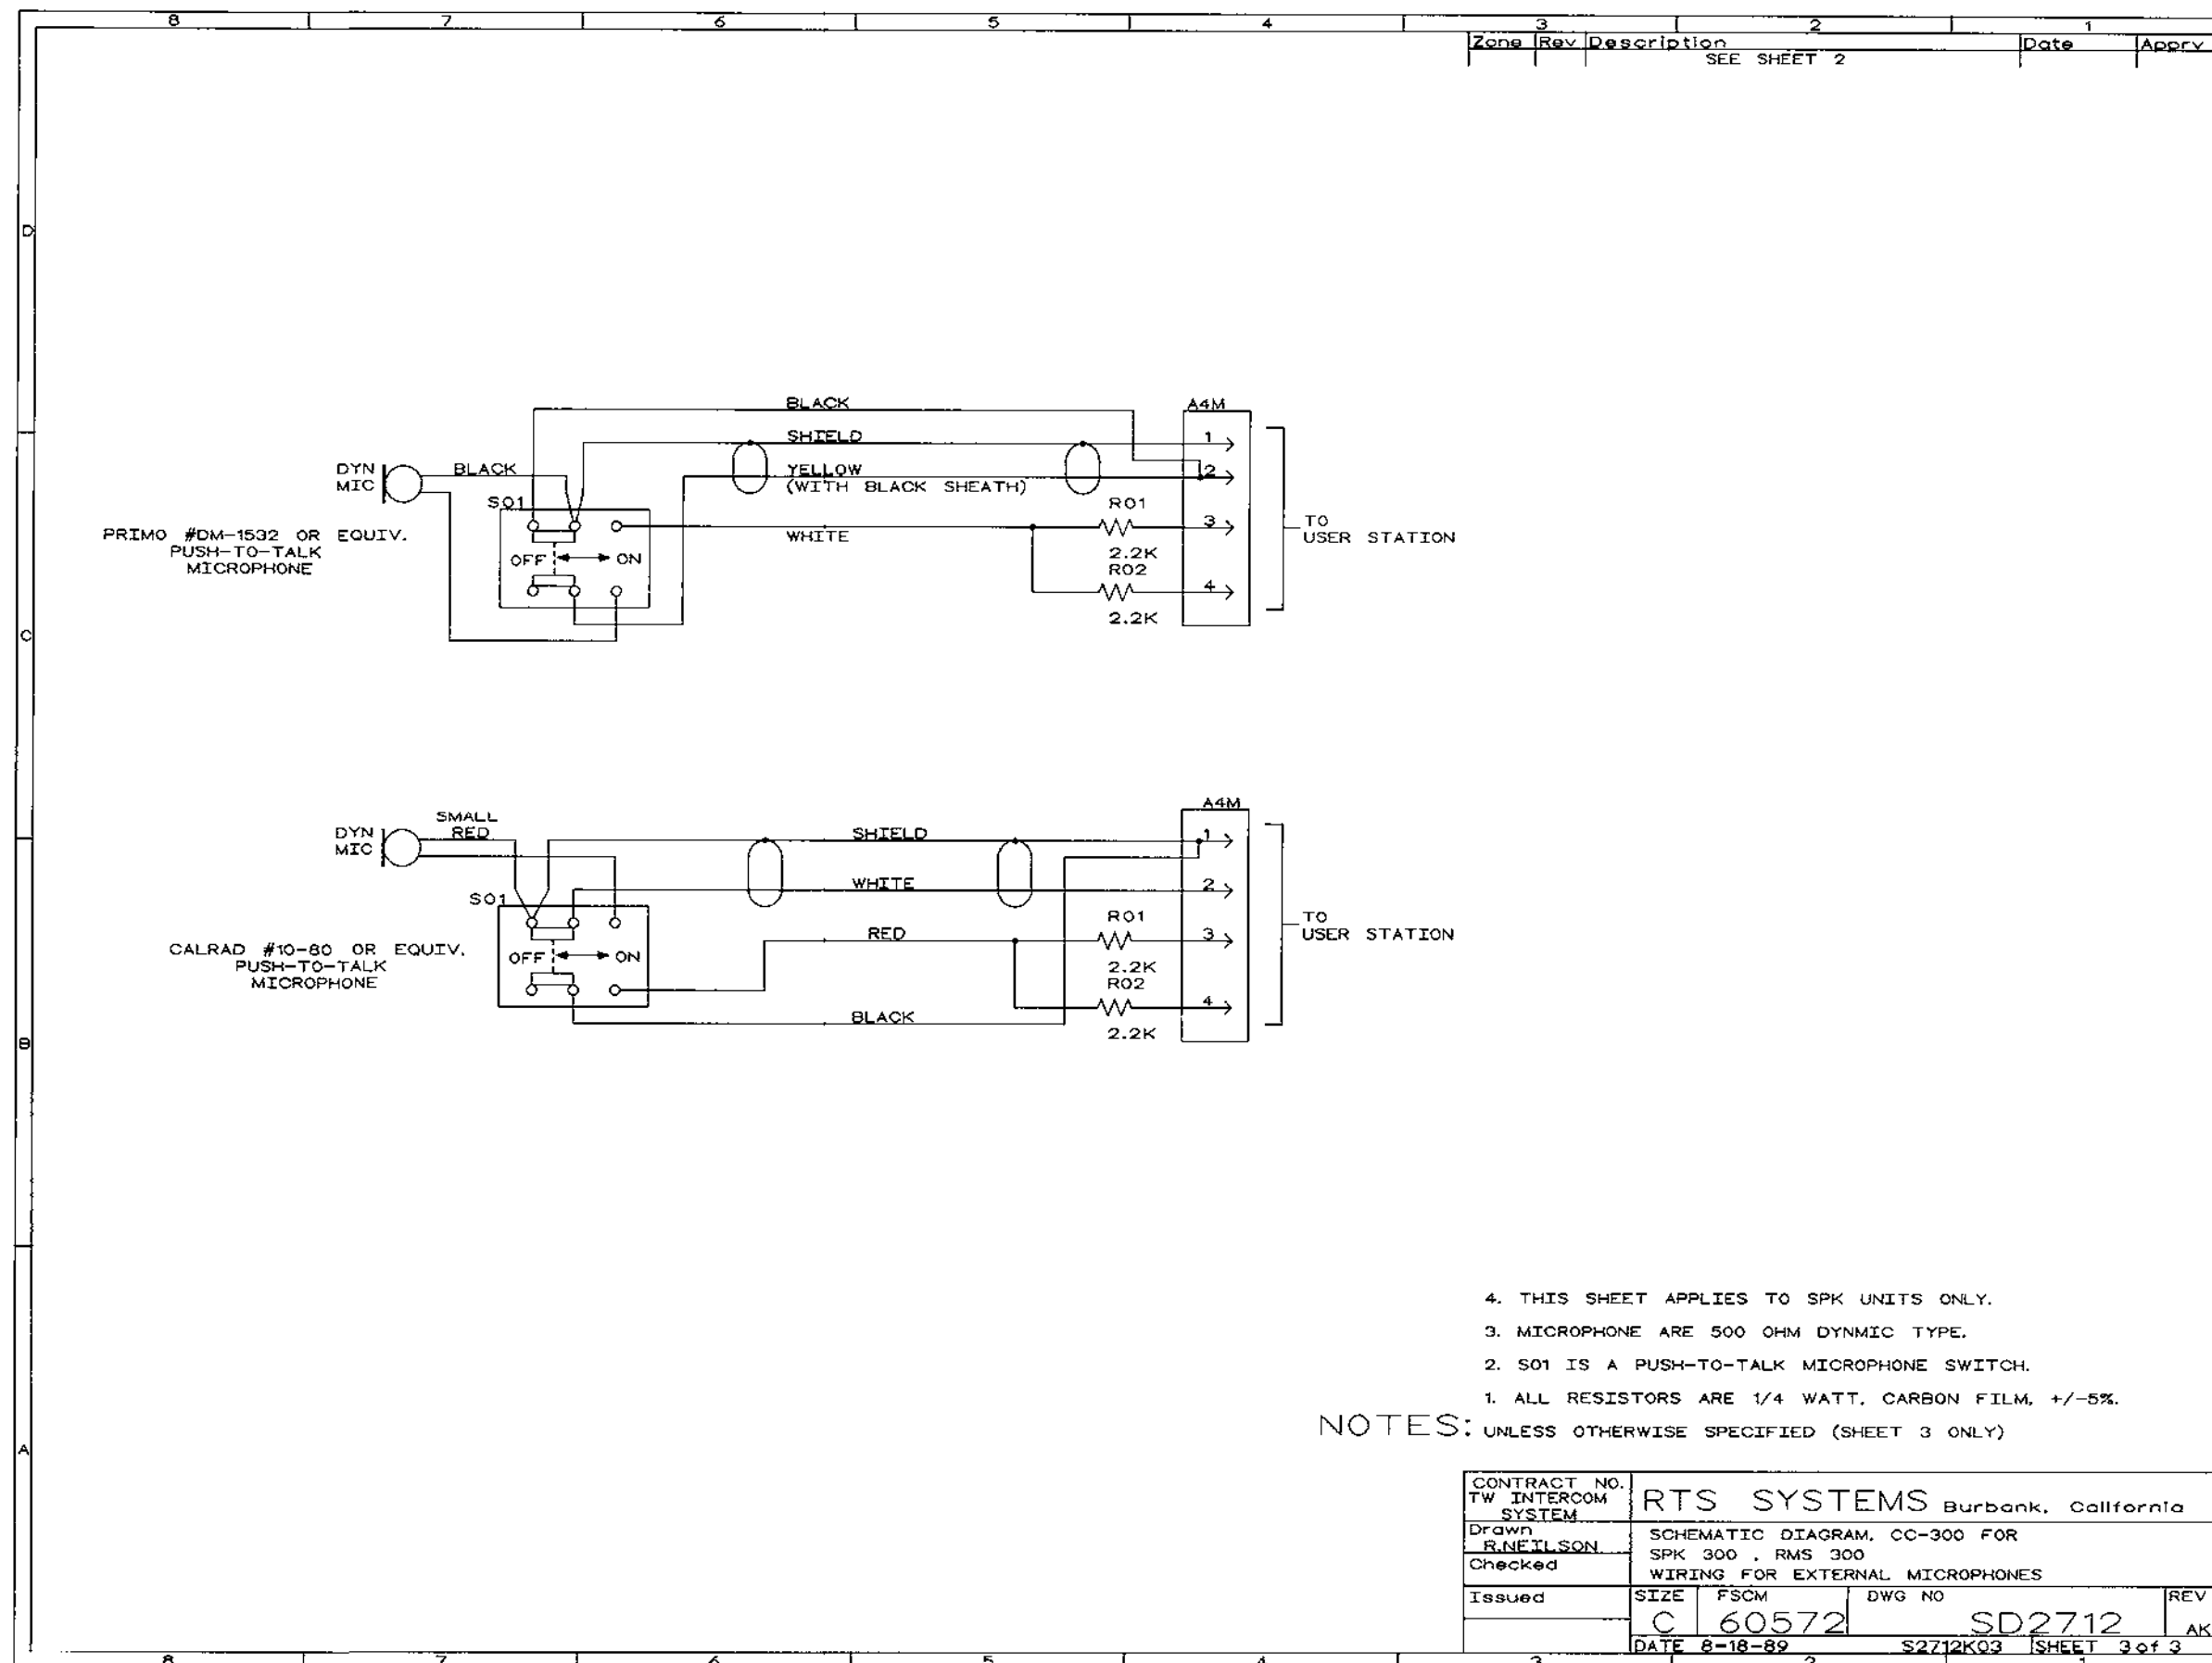 8 7 6 5 4 3 2 1
Zone Rev Description Date Apprv
SEE SHEET 2
D
C
B
A
BLACK
A4M
SHIELD
1
DYN
MIC
BLACK
YELLOW
(WITH BLACK SHEATH)
2
S01
R01
PRIMO #DM-1532 OR EQUIV.
PUSH-TO-TALK
MICROPHONE
WHITE
3
TO
USER STATION
OFF ON
2.2K
R02
4
2.2K
A4M
SMALL
RED
DYN
MIC
SHIELD
1
WHITE
2
S01
R01
CALRAD #10-80 OR EQUIV.
PUSH-TO-TALK
MICROPHONE
RED
3
TO
USER STATION
OFF ON
2.2K
R02
4
BLACK
2.2K
4. THIS SHEET APPLIES TO SPK UNITS ONLY.
3. MICROPHONE ARE 500 OHM DYNMIC TYPE.
2. S01 IS A PUSH-TO-TALK MICROPHONE SWITCH.
1. ALL RESISTORS ARE 1/4 WATT, CARBON FILM, +/-5%.
NOTES: UNLESS OTHERWISE SPECIFIED (SHEET 3 ONLY)
CONTRACT NO.
TW INTERCOM
SYSTEM
RTS SYSTEMS Burbank, California
Drawn
R.NEILSON
Checked
Issued
SCHEMATIC DIAGRAM, CC-300 FOR
SPK 300 , RMS 300
WIRING FOR EXTERNAL MICROPHONES
SIZE FSCM DWG NO REV
C 60572 SD2712 AK
DATE 8-18-89 S2712K03 SHEET 3 of 3
8 7 6 5 4 3 2 1